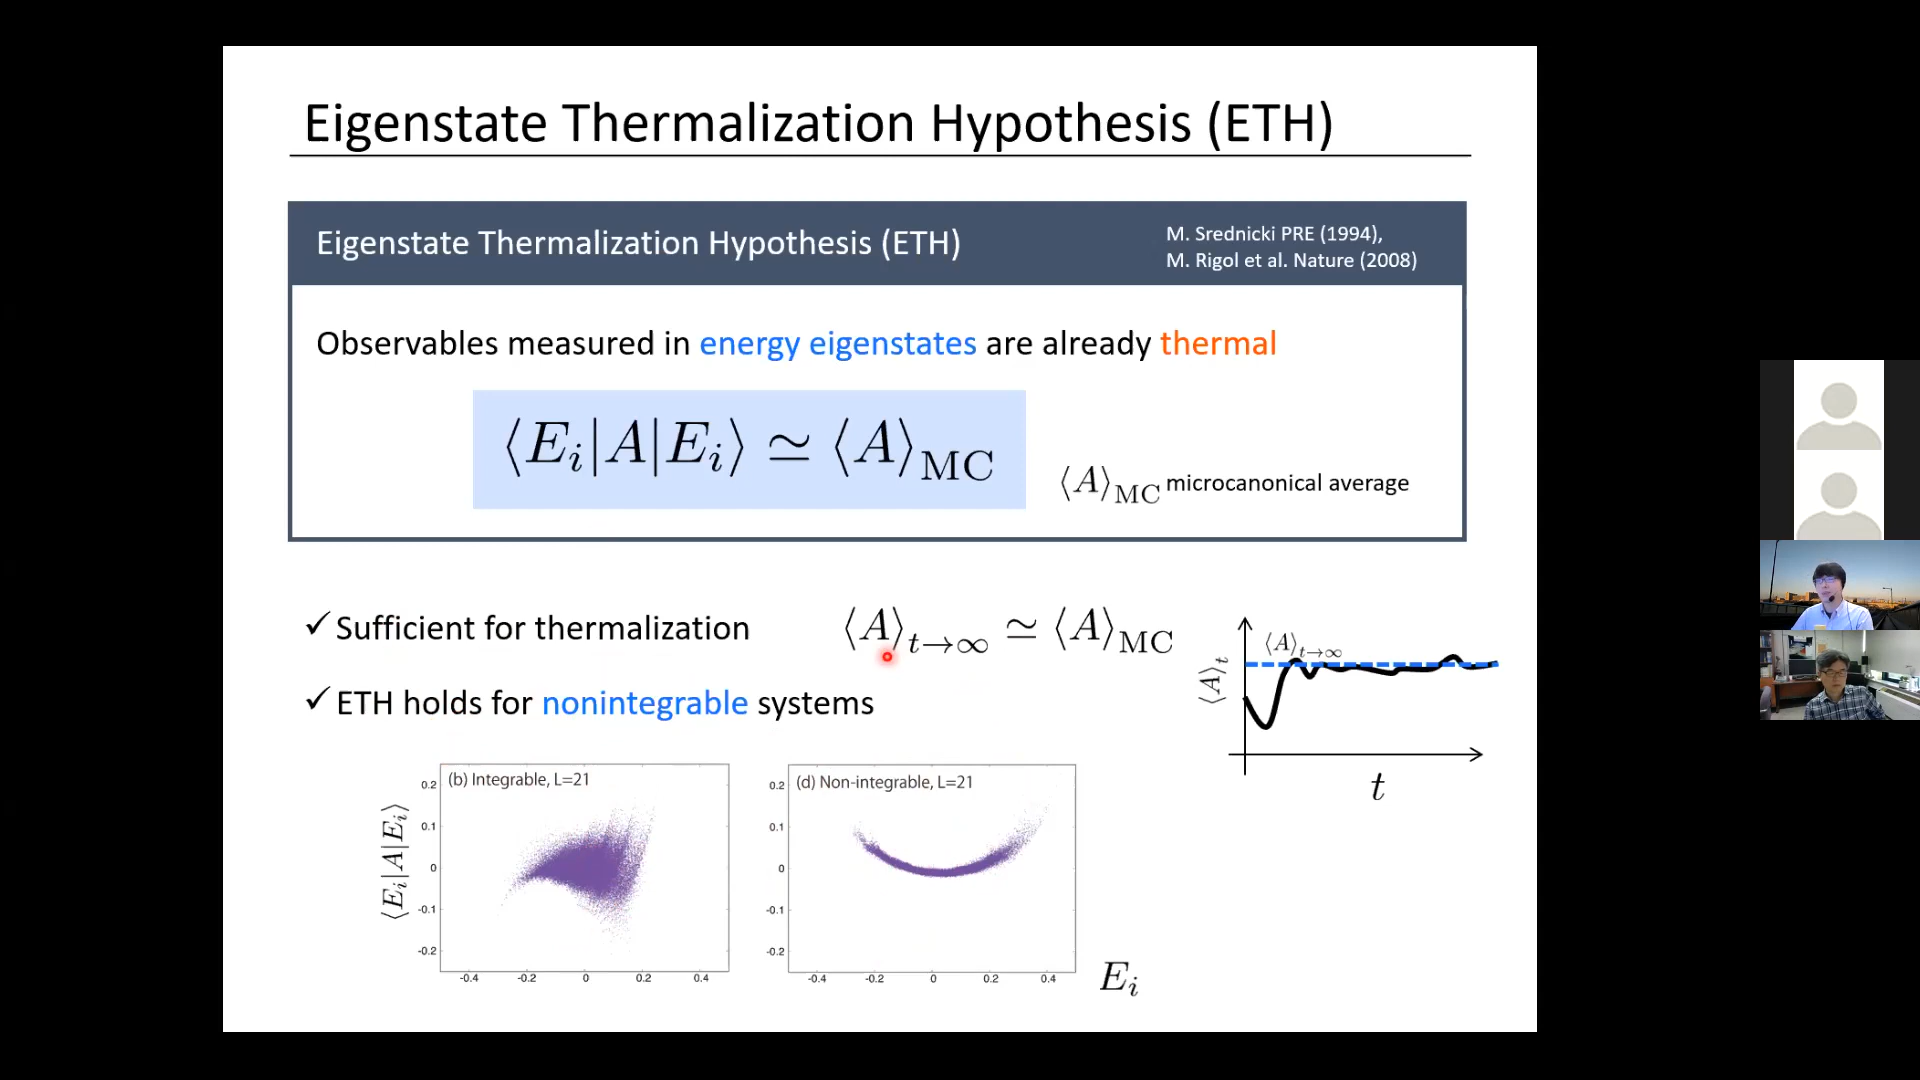 Eigenstate Thermalization Hypothesis (ETH)
Eigenstate Thermalization Hypothesis (ETH)
M. Srednicki PRE (1994),
M. Rigol et al. Nature (2008)
Observables measured in energy eigenstates are already thermal
⟨E_i|A|E_i⟩ ≃ ⟨A⟩_MC
⟨A⟩_MC microcanonical average
✓ Sufficient for thermalization
⟨A⟩_{t→∞} ≃ ⟨A⟩_MC
✓ ETH holds for nonintegrable systems
⟨A⟩_{t→∞}
⟨A⟩_t
t
(b) Integrable, L=21
⟨E_i|A|E_i⟩
0.2
0.1
0
-0.1
-0.2
-0.4 -0.2 0 0.2 0.4
(d) Non-integrable, L=21
0.2
0.1
0
-0.1
-0.2
-0.4 -0.2 0 0.2 0.4
E_i